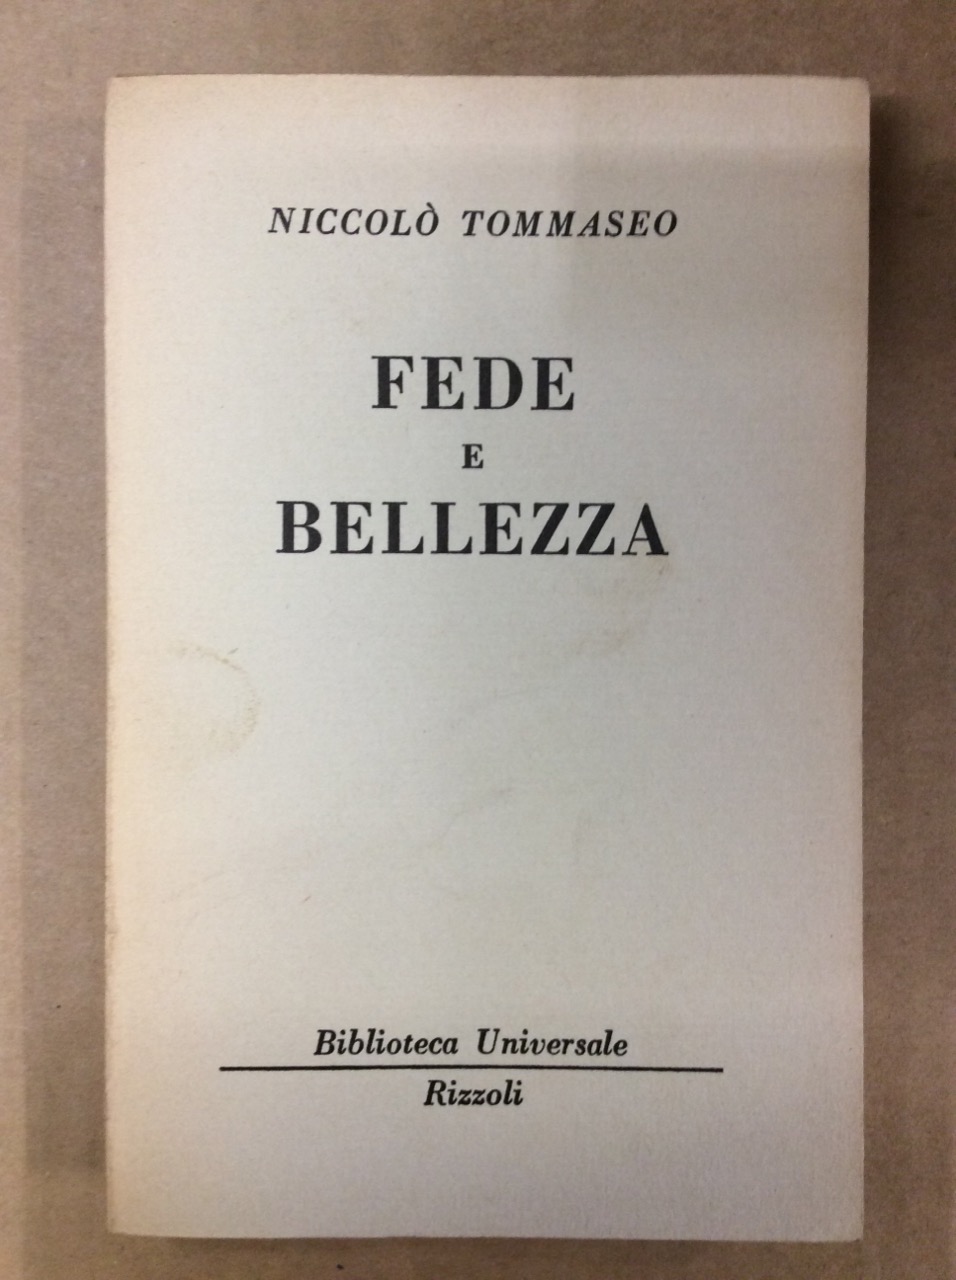 NICCOLÒ TOMMASEO
FEDE
E
BELLEZZA
Biblioteca Universale
Rizzoli